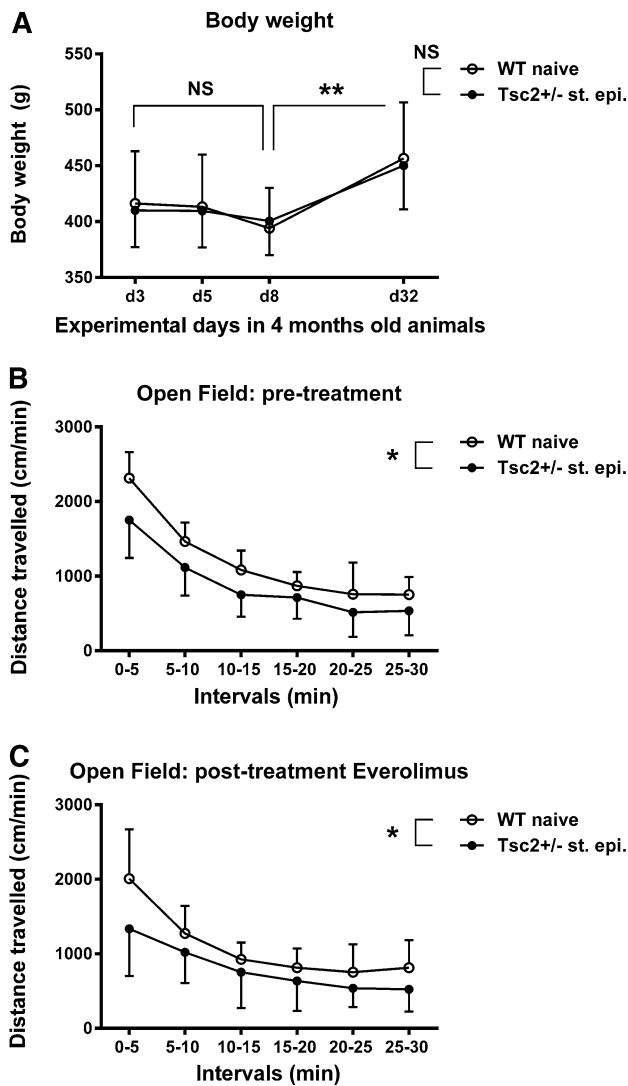 A
Body weight
550
500
450
400
350
Body weight (g)
NS
**
NS
WT naive
Tsc2+/- st. epi.
d3 d5 d8 d32
Experimental days in 4 months old animals
B
Open Field: pre-treatment
3000
2000
1000
0
Distance travelled (cm/min)
*
WT naive
Tsc2+/- st. epi.
0-5 5-10 10-15 15-20 20-25 25-30
Intervals (min)
C
Open Field: post-treatment Everolimus
3000
2000
1000
0
Distance travelled (cm/min)
*
WT naive
Tsc2+/- st. epi.
0-5 5-10 10-15 15-20 20-25 25-30
Intervals (min)